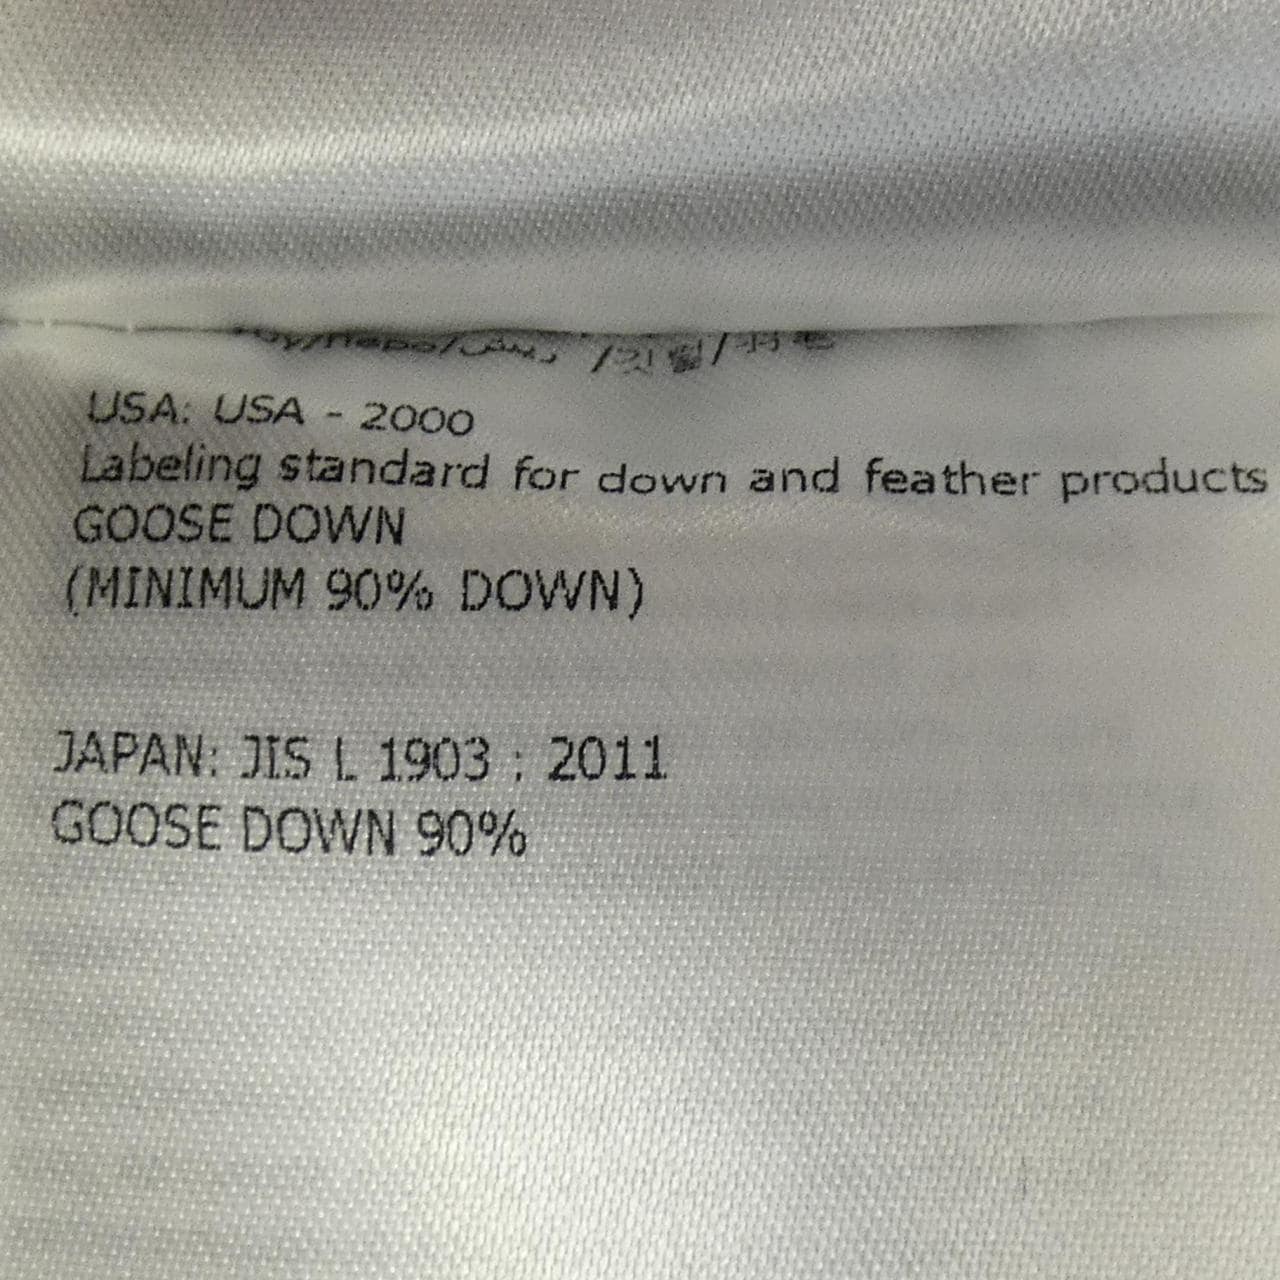 USA: USA - 2000
Labeling standard for down and feather products
GOOSE DOWN
(MINIMUM 90% DOWN)
JAPAN: JIS L 1903 : 2011
GOOSE DOWN 90%